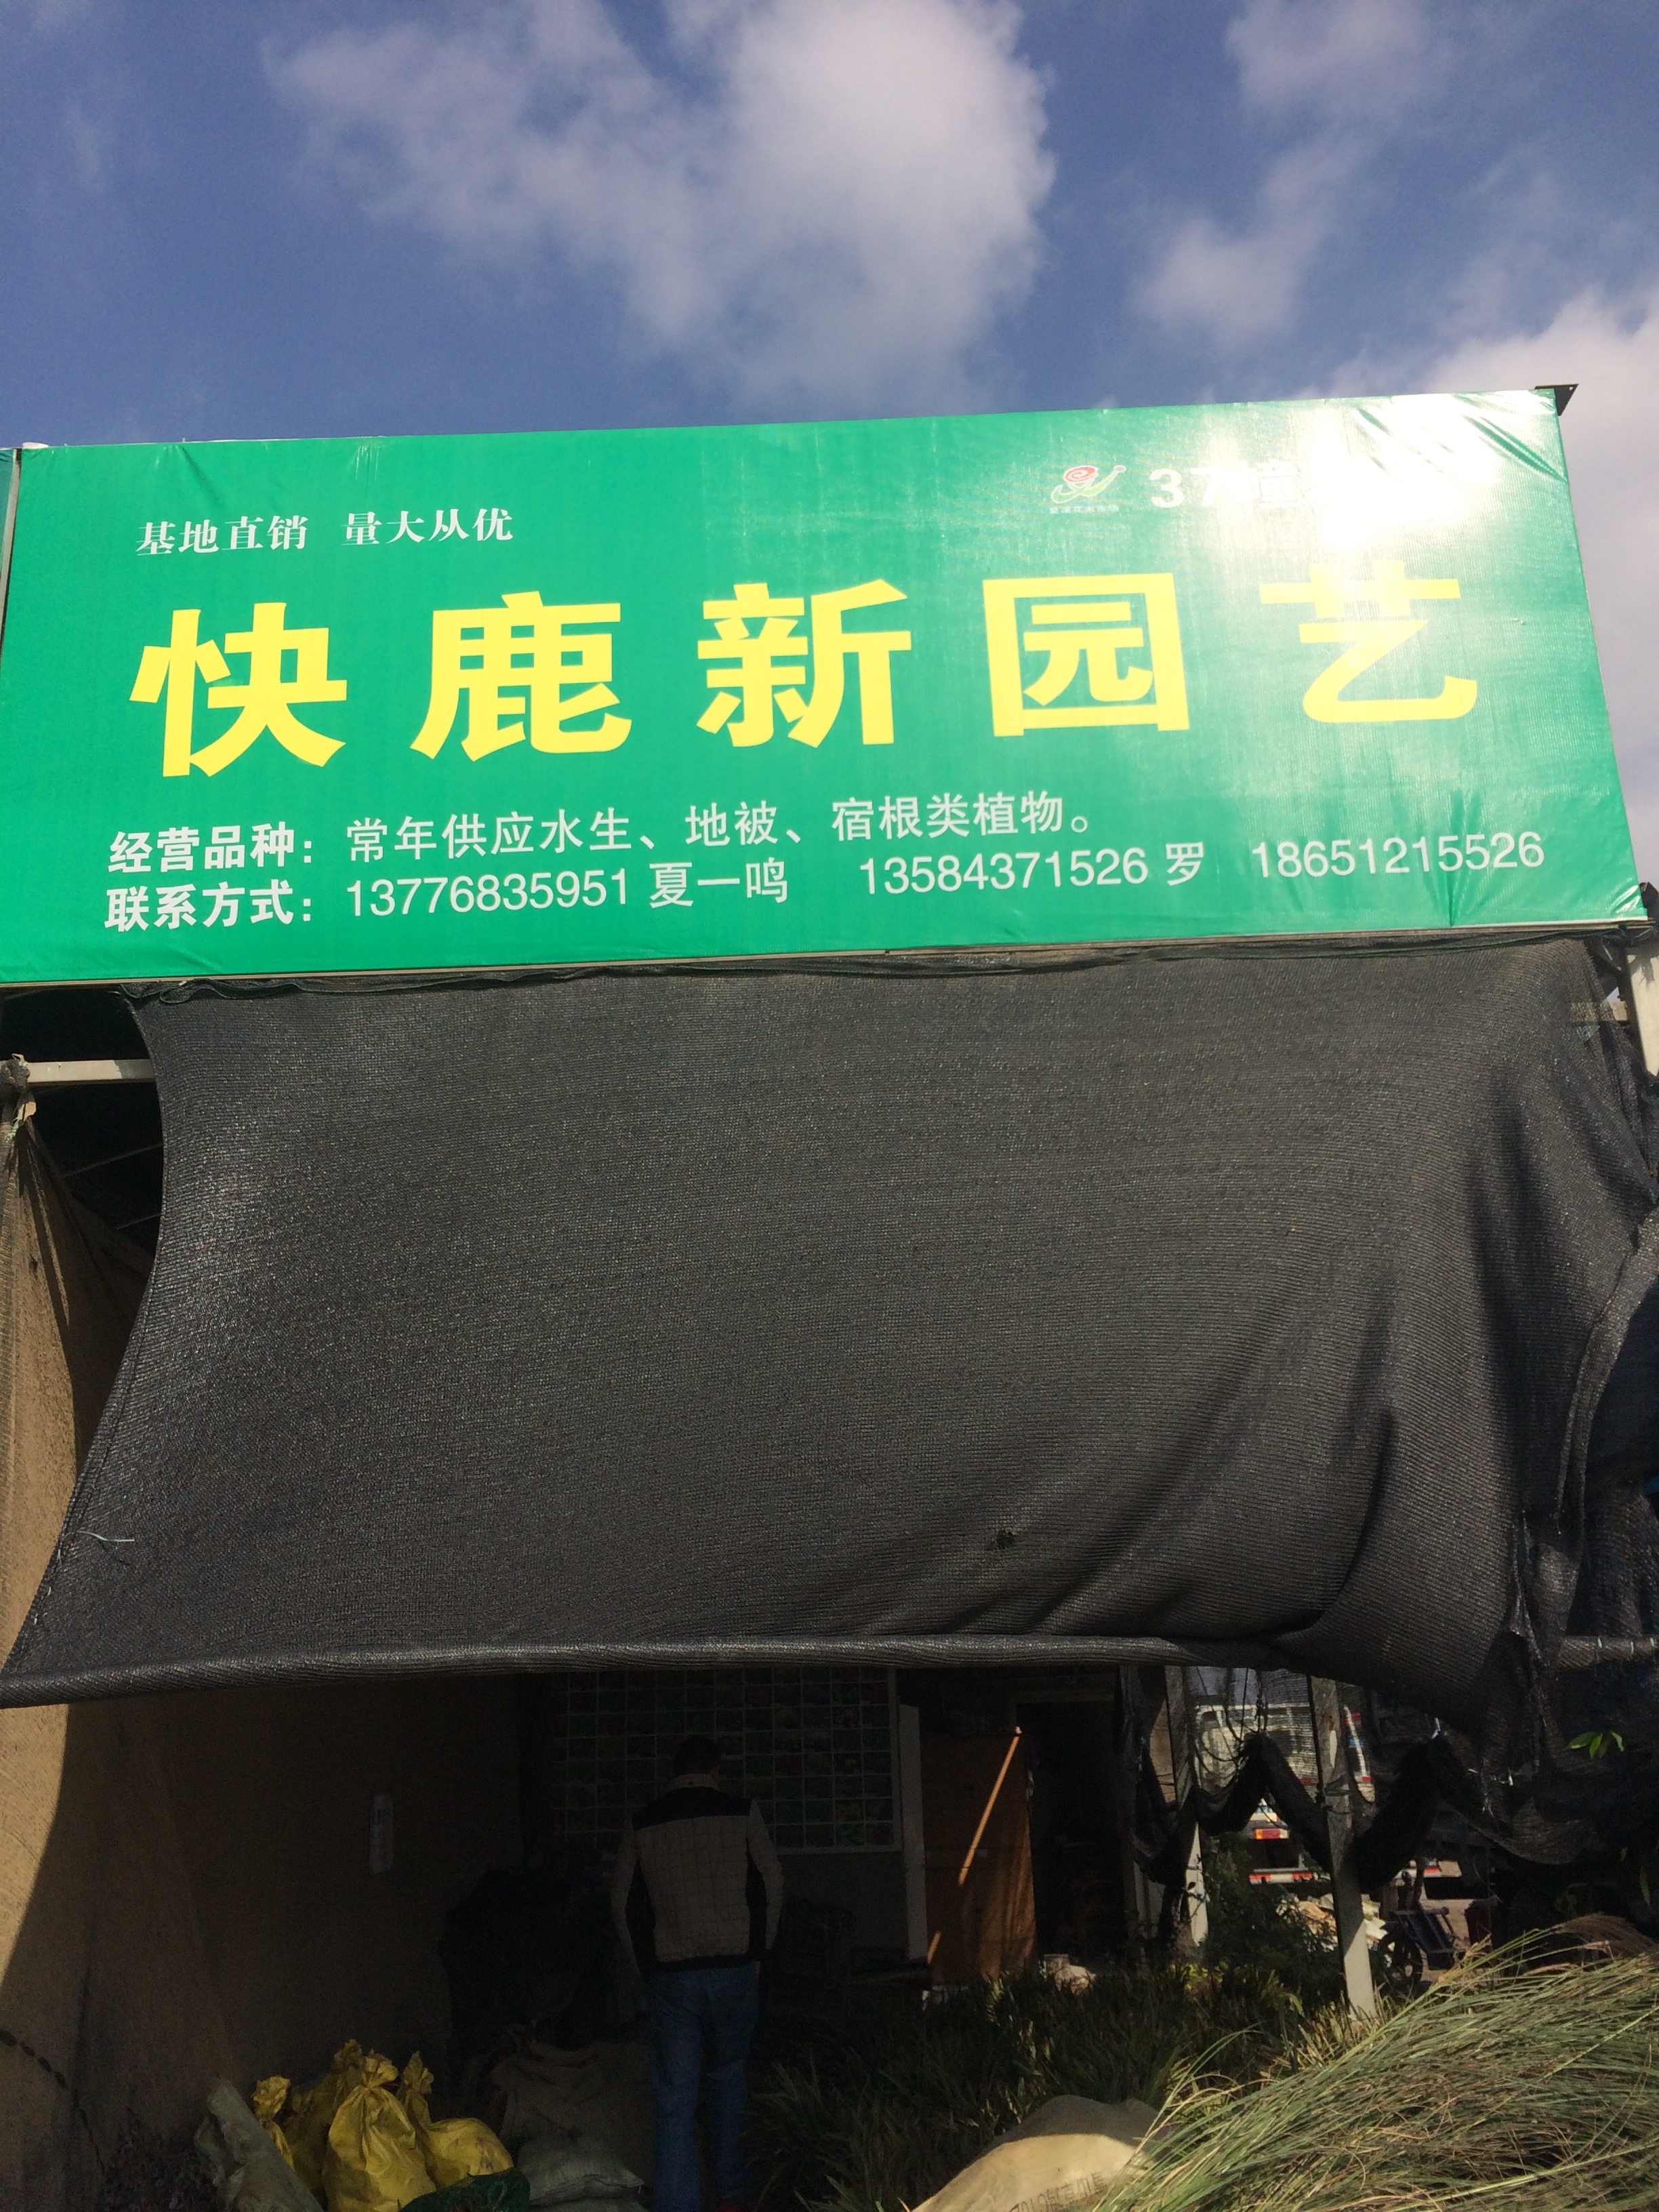 基地直销 量大从优
37
快鹿新园艺
经营品种：常年供应水生、地被、宿根类植物。
联系方式：13776835951 夏一鸣 13584371526 罗 18651215526